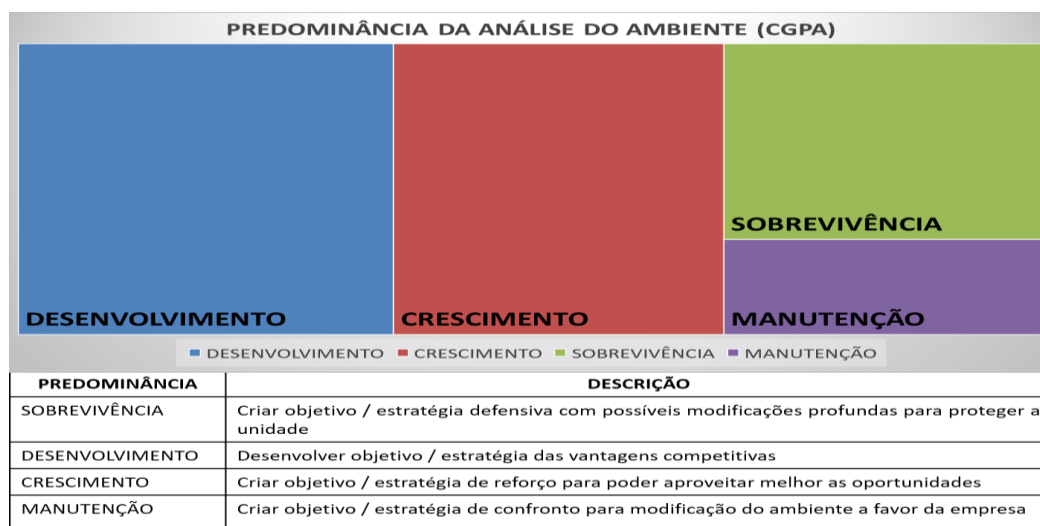 PREDOMINÂNCIA DA ANÁLISE DO AMBIENTE (CGPA)
SOBREVIVÊNCIA
DESENVOLVIMENTO CRESCIMENTO MANUTENÇÃO
DESENVOLVIMENTO CRESCIMENTO SOBREVIVÊNCIA MANUTENÇÃO
PREDOMINÂNCIA DESCRIÇÃO
SOBREVIVÊNCIA Criar objetivo / estratégia defensiva com possíveis modificações profundas para proteger a
unidade
DESENVOLVIMENTO Desenvolver objetivo / estratégia das vantagens competitivas
CRESCIMENTO Criar objetivo / estratégia de reforço para poder aproveitar melhor as oportunidades
MANUTENÇÃO Criar objetivo / estratégia de confronto para modificação do ambiente a favor da empresa